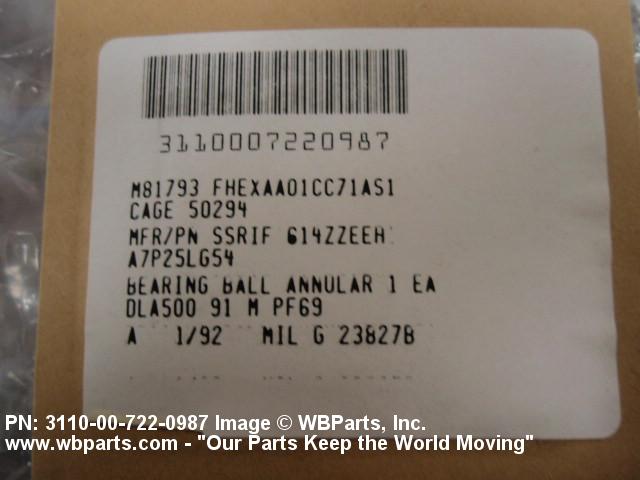 3110007220987
M81793 FHEXAA01CC71AS1
CAGE 50294
MFR/PN SSRIF 614ZZEEH
A7P25LG54
BEARING BALL ANNULAR 1 EA
DLA500 91 M PF69
A 1/92 MIL G 23827B
PN: 3110-00-722-0987 Image © WBParts, Inc.
www.wbparts.com - "Our Parts Keep the World Moving"